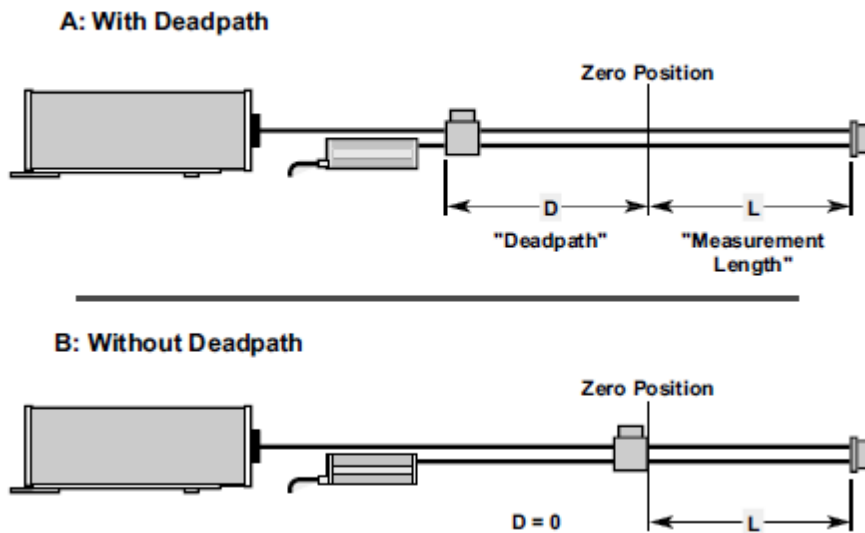 A: With Deadpath
Zero Position
D
L
"Deadpath"
"Measurement
Length"
B: Without Deadpath
Zero Position
D = 0
L